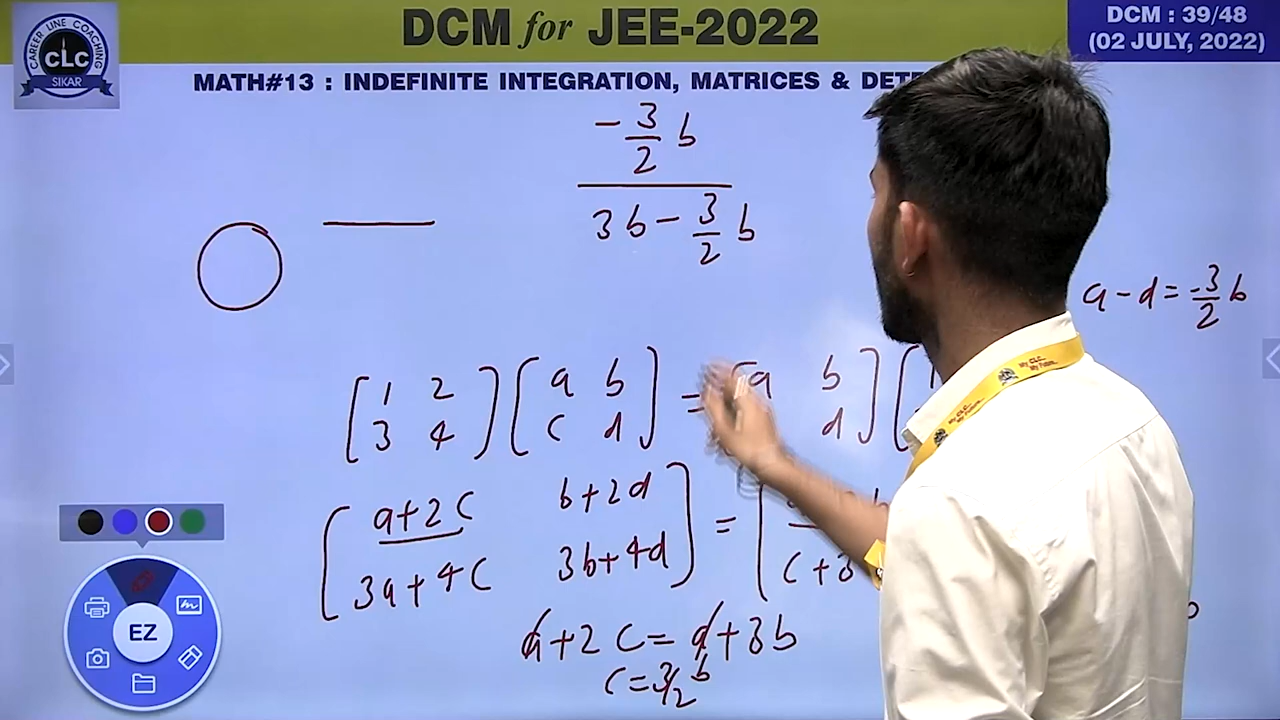 DCM for JEE-2022
DCM : 39/48
(02 JULY, 2022)
CAREER LINE COACHING
CLC
SIKAR
MATH#13 : INDEFINITE INTEGRATION, MATRICES &
-3/2 b
3b - 3/2 b
a - d = -3/2 b
[1 2] [a b] = [a b]
[3 4] [c d] d]
[a+2c b+2d] = [
[3a+4c 3b+4d] c+3
a+2c = a+3b
c = 3/2 b
EZ